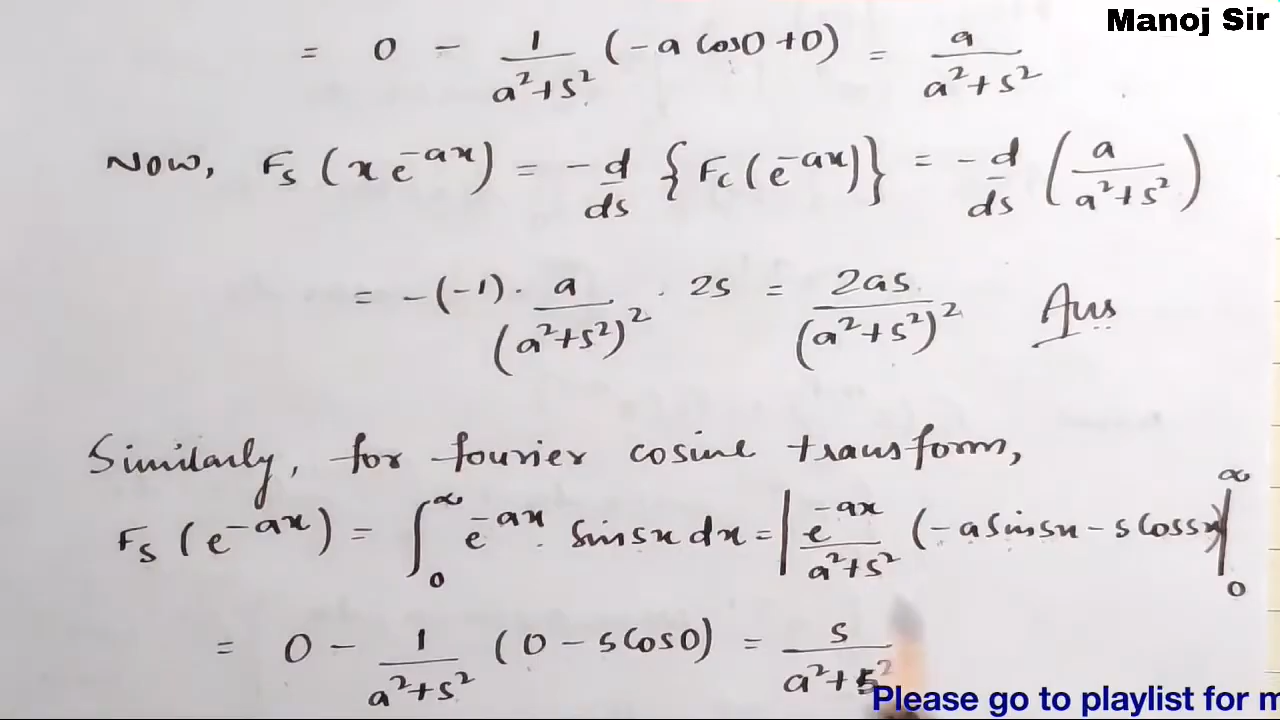 Manoj Sir
= 0 - 1/(a²+s²) (-a cos0 + 0) = a/(a²+s²)
Now, Fs (x e^-ax) = -d/ds {Fc (e^-ax)} = -d/ds (a/(a²+s²))
= -(-1) · a/(a²+s²)² · 2s = 2as/(a²+s²)² Ans
Similarly, for fourier cosine transform,
Fs (e^-ax) = ∫₀^∞ e^-ax · sinsx dx = | e^-ax/(a²+s²) (-a sinsx - s cossx) |₀^∞
= 0 - 1/(a²+s²) (0 - s cos0) = s/(a²+s²)
Please go to playlist for m